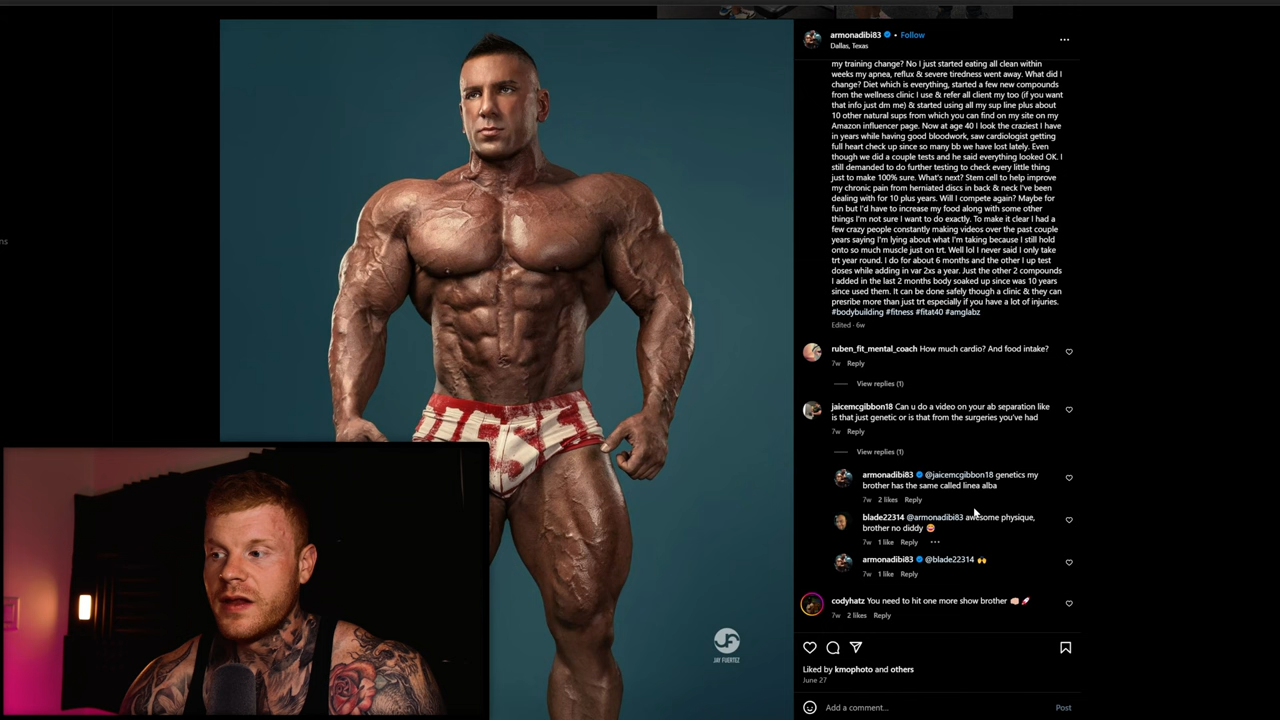 armonadibi83 • Follow
Dallas, Texas
my training change? No I just started eating all clean within
weeks my apnea, reflux & severe tiredness went away. What did I
change? Diet which is everything, started a few new compounds
from the wellness clinic I use & refer all client my too (if you want
that info just dm me) & started using all my sup line plus about
10 other natural sups from which you can find on my site on my
Amazon influencer page. Now at age 40 I look the craziest I have
in years while having good bloodwork, saw cardiologist getting
full heart check up since so many bb we have lost lately. Even
though we did a couple tests and he said everything looked OK. I
still demanded to do further testing to check every little thing
just to make 100% sure. What's next? Stem cell to help improve
my chronic pain from herniated discs in back & neck I've been
dealing with for 10 plus years. Will I compete again? Maybe for
fun but I'd have to increase my food along with some other
things I'm not sure I want to do exactly. To make it clear I had a
few crazy people constantly making videos over the past couple
years saying I'm lying about what I'm taking because I still hold
onto so much muscle just on trt. Well lol I never said I only take
trt year round. I do for about 6 months and the other I up test
doses while adding in var 2xs a year. Just the other 2 compounds
I added in the last 2 months body soaked up since was 10 years
since used them. It can be done safely though a clinic & they can
presribe more than just trt especially if you have a lot of injuries.
#bodybuilding #fitness #fitat40 #amglabz
Edited · 6w
ruben_fit_mental_coach How much cardio? And food intake?
7w Reply
View replies (1)
jaicemcgibbon18 Can u do a video on your ab separation like
is that just genetic or is that from the surgeries you've had
7w Reply
View replies (1)
armonadibi83 @jaicemcgibbon18 genetics my
brother has the same called linea alba
7w 2 likes Reply
blade22314 @armonadibi83 awesome physique,
brother no diddy 🤩
7w 1 like Reply
armonadibi83 @blade22314 🙌
7w 1 like Reply
codyhatz You need to hit one more show brother 👊🏻🚀
7w 2 likes Reply
Liked by kmophoto and others
June 27
Add a comment...
Post
JF
JAY FUERTEZ
ns